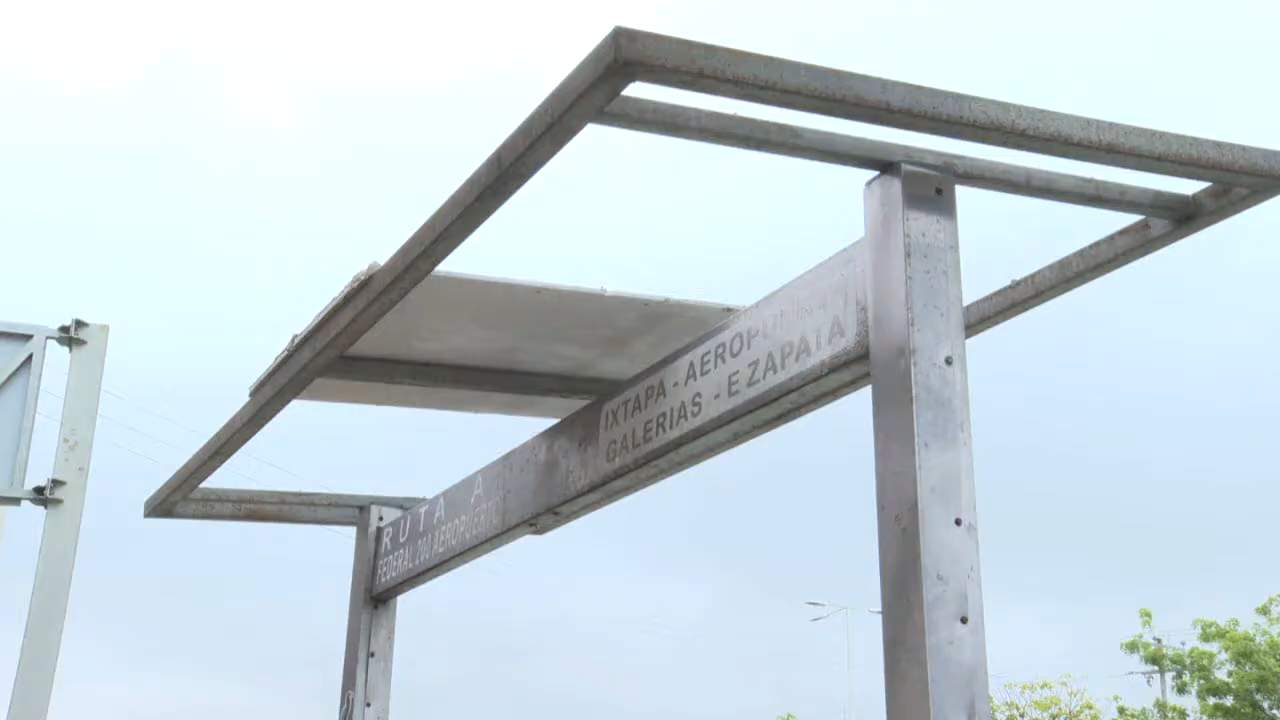 RUTA A
FEDERAL 200 AEROPUERTO
IXTAPA - AEROPUERTO
GALERIAS - E ZAPATA